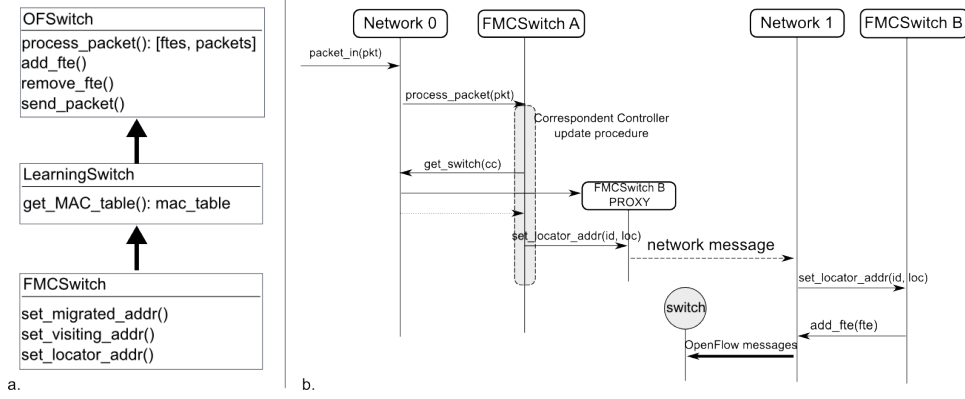 OFSwitch
process_packet(): [ftes, packets]
add_fte()
remove_fte()
send_packet()
LearningSwitch
get_MAC_table(): mac_table
FMCSwitch
set_migrated_addr()
set_visiting_addr()
set_locator_addr()
a.
Network 0
FMCSwitch A
Network 1
FMCSwitch B
packet_in(pkt)
process_packet(pkt)
Correspondent Controller
update procedure
get_switch(cc)
FMCSwitch B
PROXY
set_locator_addr(id, loc)
network message
set_locator_addr(id, loc)
switch
add_fte(fte)
OpenFlow messages
b.